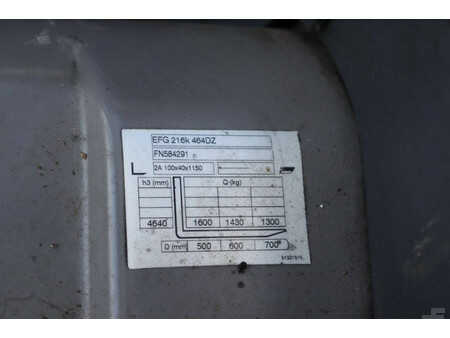 EFG 216k 464DZ
FN584291
2A 100x40x1150
h3 (mm) Q (kg)
4640 1600 1430 1300
D (mm) 500 600 700